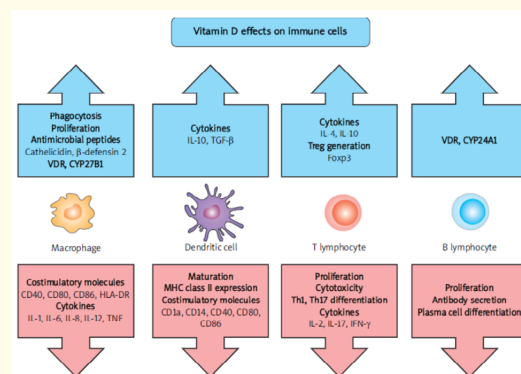 Vitamin D effects on immune cells
Phagocytosis
Proliferation
Antimicrobial peptides
Cathelicidin, β-defensin 2
VDR, CYP27B1
Cytokines
IL-10, TGF-β
Cytokines
IL-4, IL-10
Treg generation
Foxp3
VDR, CYP24A1
Macrophage
Dendritic cell
T lymphocyte
B lymphocyte
Costimulatory molecules
CD40, CD80, CD86, HLA-DR
Cytokines
IL-1, IL-6, IL-8, IL-12, TNF
Maturation
MHC class II expression
Costimulatory molecules
CD1a, CD14, CD40, CD80,
CD86
Proliferation
Cytotoxicity
Th1, Th17 differentiation
Cytokines
IL-2, IL-17, IFN-γ
Proliferation
Antibody secretion
Plasma cell differentiation